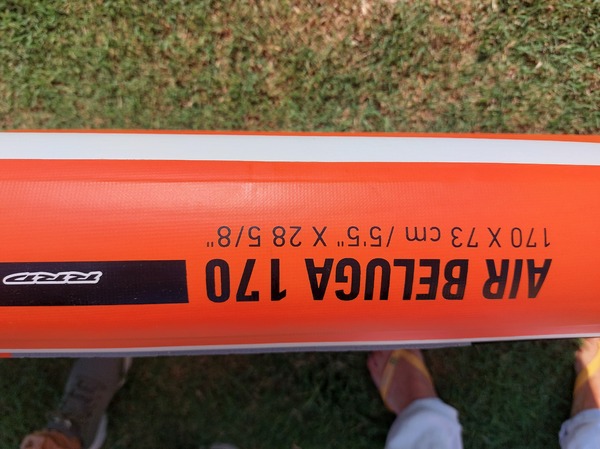 AIR BELUGA 170
170 X 73 cm / 5'5" X 28 5/8"
RRD